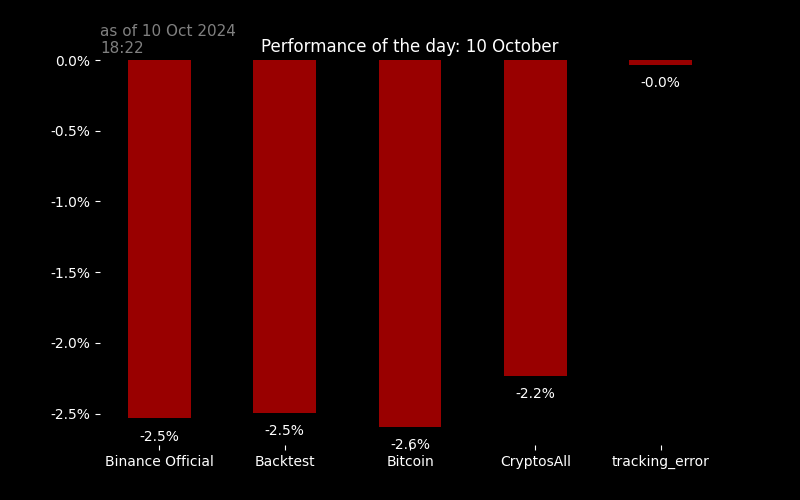 as of 10 Oct 2024
18:22
Performance of the day: 10 October
0.0%
-0.5%
-1.0%
-1.5%
-2.0%
-2.5%
-2.5%
-2.5%
-2.6%
-2.2%
-0.0%
Binance Official
Backtest
Bitcoin
CryptosAll
tracking_error